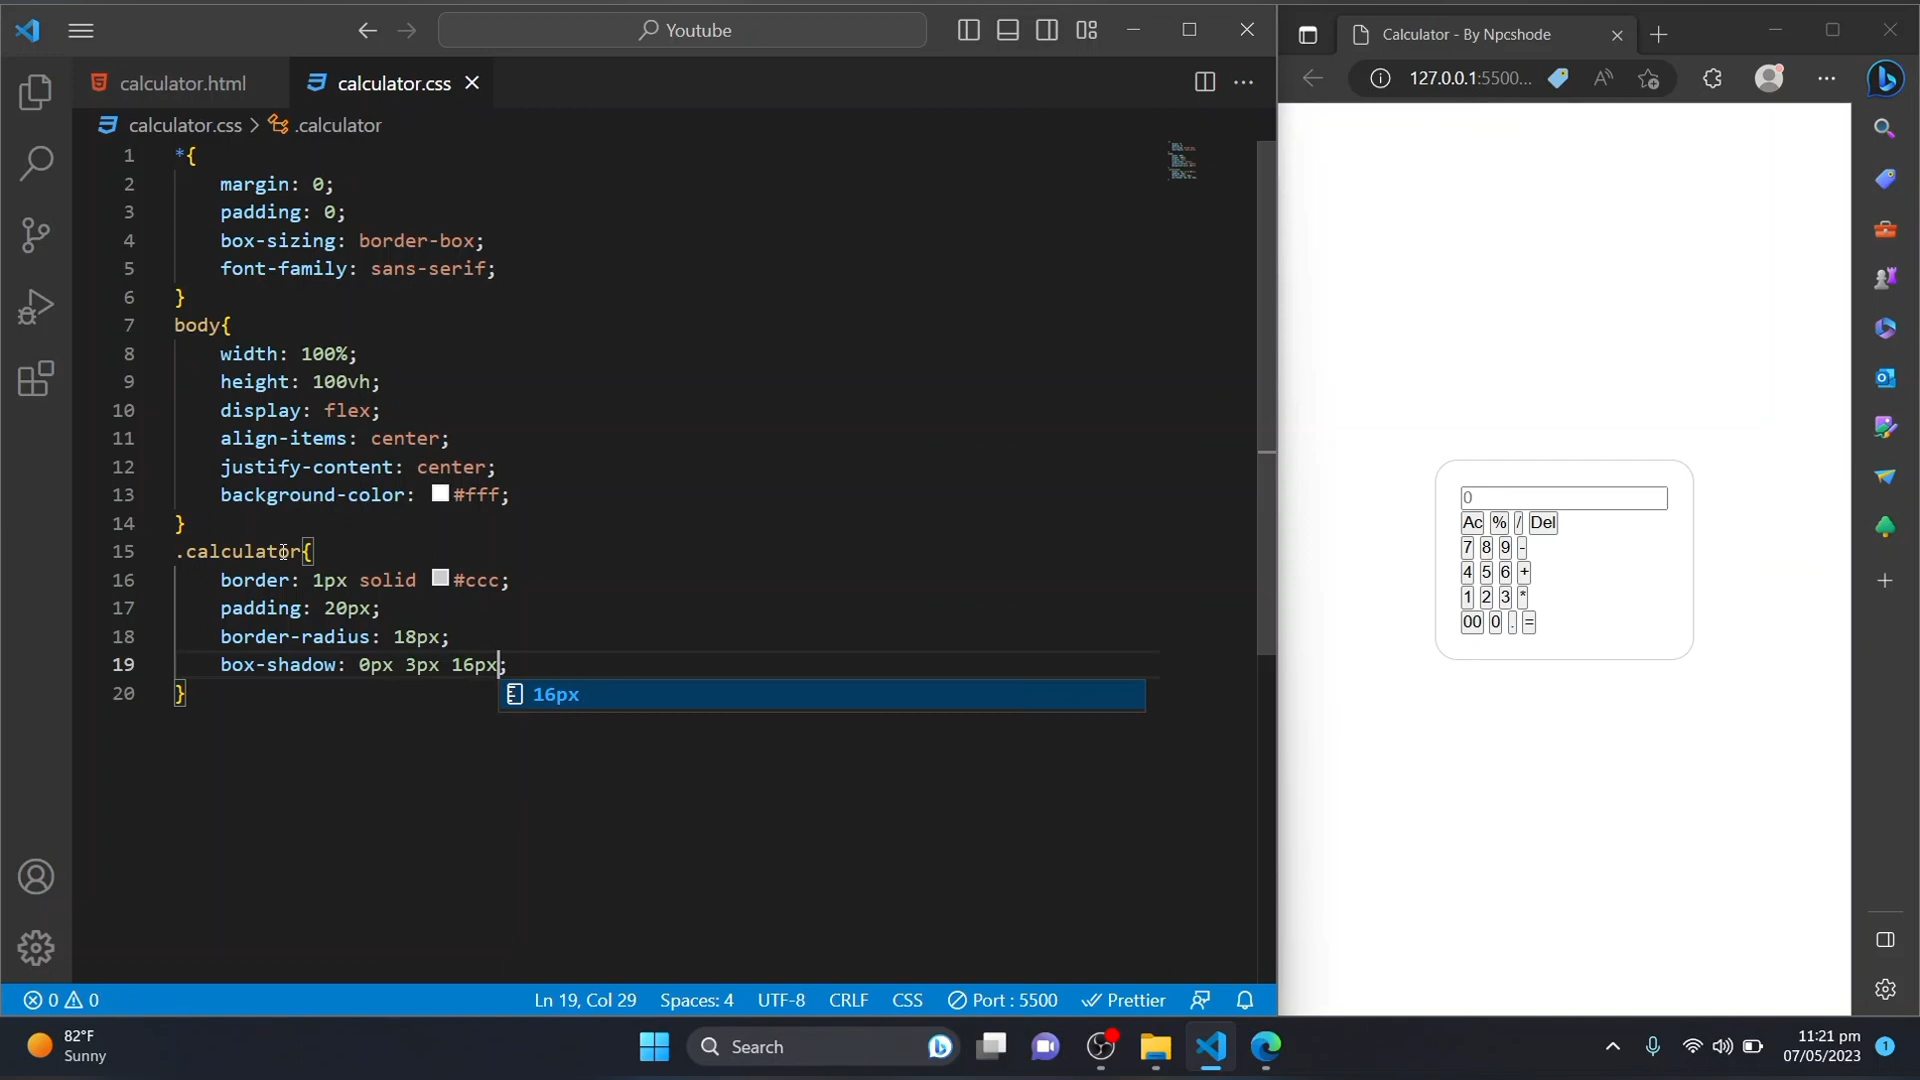 Youtube
calculator.html
calculator.css
calculator.css > .calculator
1 *{
2 margin: 0;
3 padding: 0;
4 box-sizing: border-box;
5 font-family: sans-serif;
6 }
7 body{
8 width: 100%;
9 height: 100vh;
10 display: flex;
11 align-items: center;
12 justify-content: center;
13 background-color: #fff;
14 }
15 .calculator{
16 border: 1px solid #ccc;
17 padding: 20px;
18 border-radius: 18px;
19 box-shadow: 0px 3px 16px;
16px
20 }
0 0
Ln 19, Col 29 Spaces: 4 UTF-8 CRLF CSS Port : 5500 Prettier
Calculator - By Npcshode
127.0.0.1:5500...
0
Ac % / Del
7 8 9 -
4 5 6 +
1 2 3 *
00 0 . =
82°F
Sunny
Search
11:21 pm
07/05/2023
1